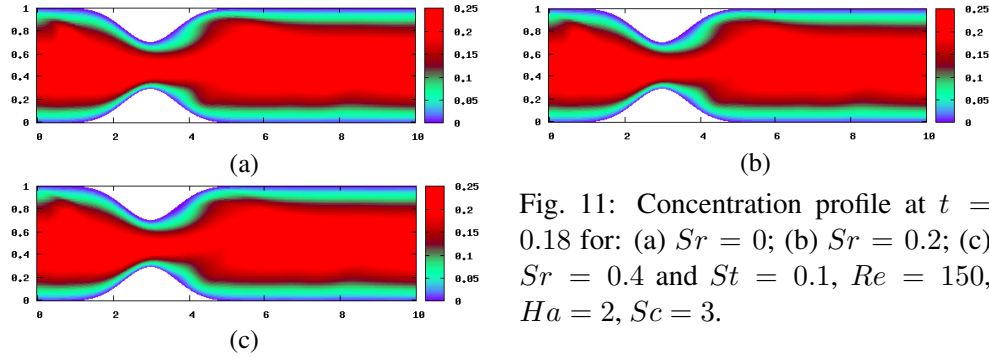 1 0.25
0.8 0.2
0.6 0.15
0.4 0.1
0.2 0.05
0 0
0 2 4 6 8 10
(a)
1 0.25
0.8 0.2
0.6 0.15
0.4 0.1
0.2 0.05
0 0
0 2 4 6 8 10
(b)
1 0.25
0.8 0.2
0.6 0.15
0.4 0.1
0.2 0.05
0 0
0 2 4 6 8 10
(c)
Fig. 11: Concentration profile at t =
0.18 for: (a) Sr = 0; (b) Sr = 0.2; (c)
Sr = 0.4 and St = 0.1, Re = 150,
Ha = 2, Sc = 3.